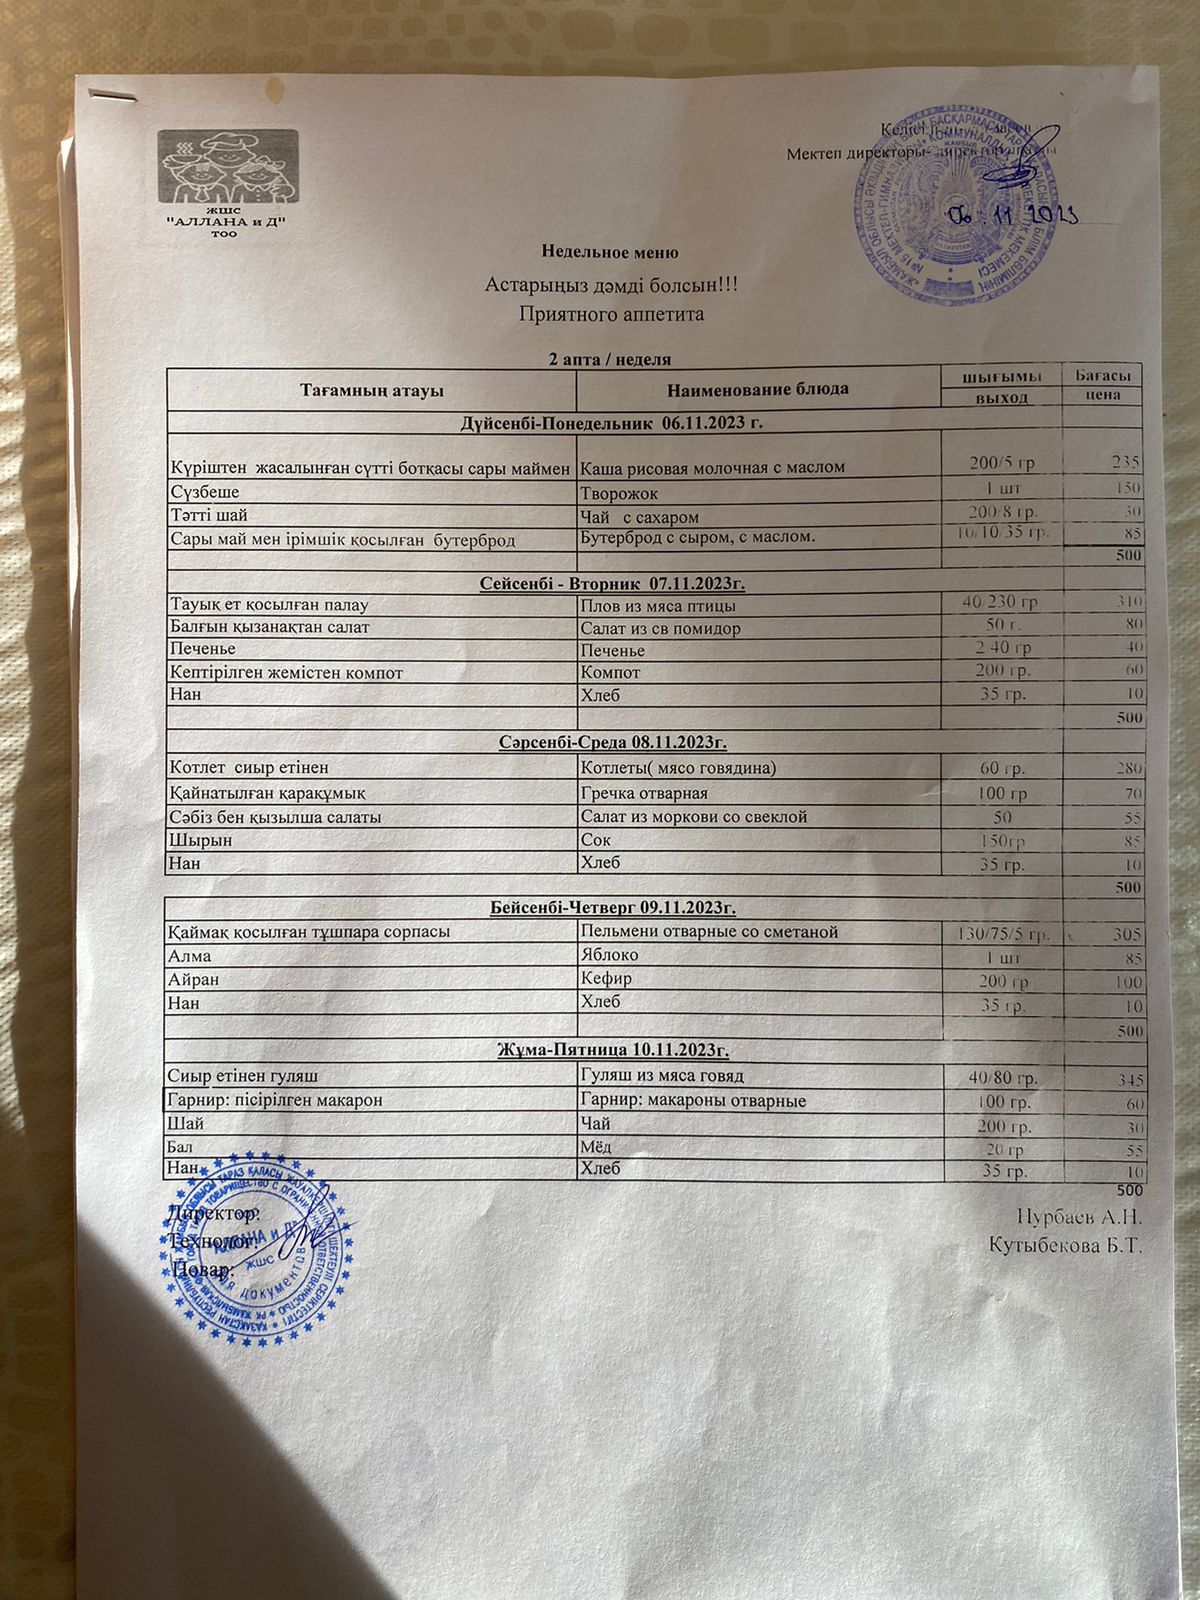 Мектеп директоры- директор школы
06.11 2023
ЖШС
"АЛЛАНА и Д"
ТОО
Недельное меню
Астарыңыз дәмді болсын!!!
Приятного аппетита
2 апта / неделя
Тағамның атауы Наименование блюда шығымы выход Бағасы цена
Дүйсенбі-Понедельник 06.11.2023 г.
Күріштен жасалынған сүтті ботқасы сары маймен Каша рисовая молочная с маслом 200/5 гр 235
Сүзбеше Творожок 1 шт 150
Тәтті шай Чай с сахаром 200/8 гр. 30
Сары май мен ірімшік қосылған бутерброд Бутерброд с сыром, с маслом. 10/10/35 гр. 85
500
Сейсенбі - Вторник 07.11.2023г.
Тауық ет қосылған палау Плов из мяса птицы 40/230 гр 310
Балғын қызанақтан салат Салат из св помидор 50 г. 80
Печенье Печенье 2/40 гр 40
Кептірілген жемістен компот Компот 200 гр. 60
Нан Хлеб 35 гр. 10
500
Сәрсенбі-Среда 08.11.2023г.
Котлет сиыр етінен Котлеты( мясо говядина) 60 гр. 280
Қайнатылған қарақұмық Гречка отварная 100 гр 70
Сәбіз бен қызылша салаты Салат из моркови со свеклой 50 55
Шырын Сок 150гр 85
Нан Хлеб 35 гр. 10
500
Бейсенбі-Четверг 09.11.2023г.
Қаймақ қосылған тұшпара сорпасы Пельмени отварные со сметаной 130/75/5 гр. 305
Алма Яблоко 1 шт 85
Айран Кефир 200 гр 100
Нан Хлеб 35 гр. 10
500
Жұма-Пятница 10.11.2023г.
Сиыр етінен гуляш Гуляш из мяса говяд 40/80 гр. 345
Гарнир: пісірілген макарон Гарнир: макароны отварные 100 гр. 60
Шай Чай 200 гр. 30
Бал Мёд 20 гр 55
Нан Хлеб 35 гр. 10
500
Директор: Нурбаев А.Н.
Технолог: Кутыбекова Б.Т.
Повар:
АЛЛАНА и Д
ЖШС
для документов